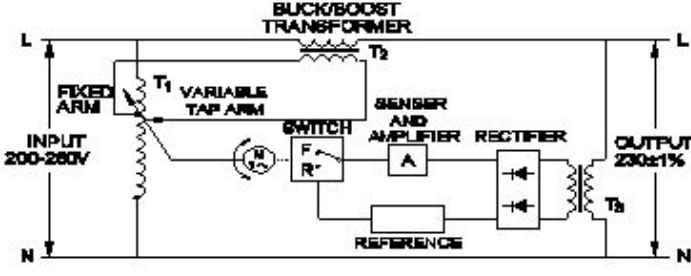 BUCK/BOOST
TRANSFORMER
L
L
T₂
T₁
FIXED
ARM
VARIABLE
TAP ARM
SENSER
AND
AMPLIFIER
SWITCH
RECTIFIER
INPUT
200-260V
M
F
R
A
OUTPUT
230±1%
T₃
REFERENCE
N
N